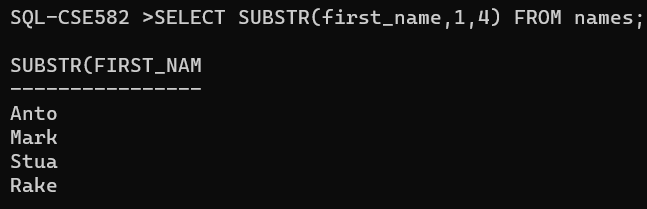 SQL-CSE582 >SELECT SUBSTR(first_name,1,4) FROM names;
SUBSTR(FIRST_NAM
----------------
Anto
Mark
Stua
Rake